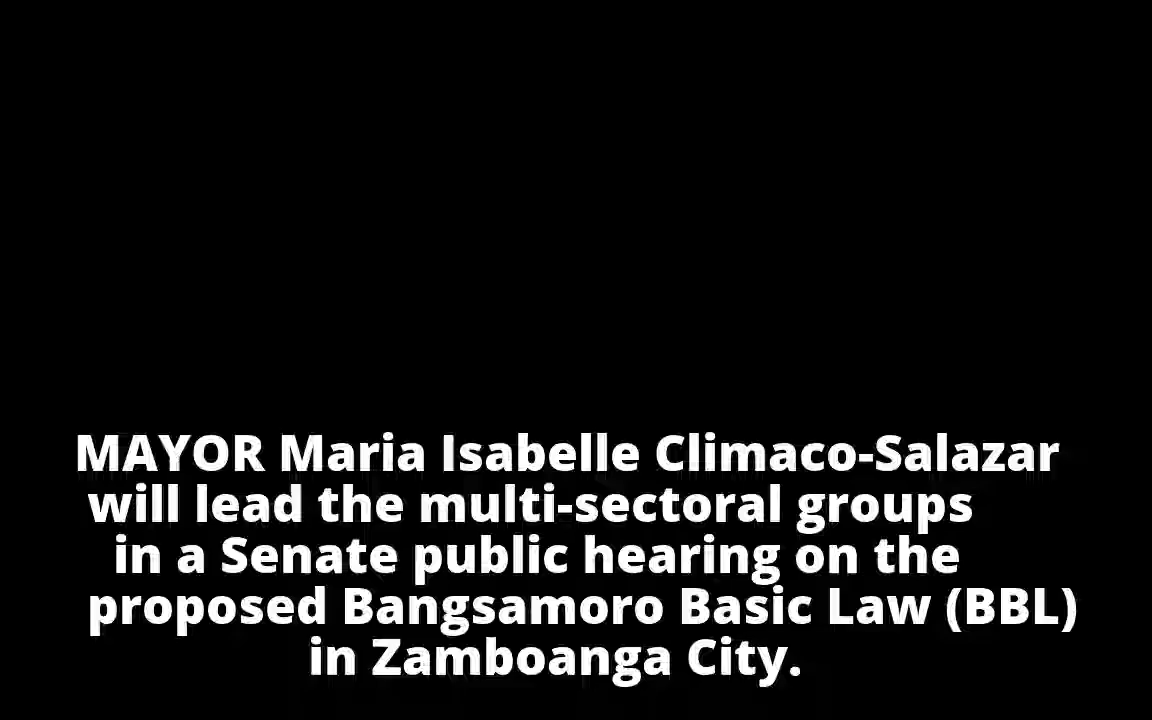 MAYOR Maria Isabelle Climaco-Salazar
will lead the multi-sectoral groups
in a Senate public hearing on the
proposed Bangsamoro Basic Law (BBL)
in Zamboanga City.